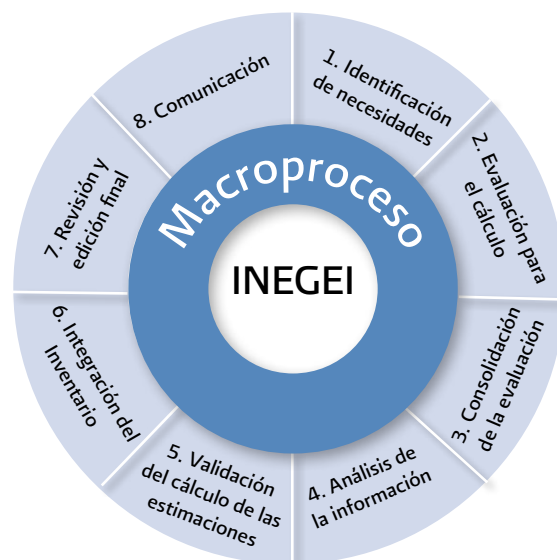 Macroproceso
INEGEI
1. Identificación
de necesidades
2. Evaluación para
el cálculo
3. Consolidación
de la evaluación
4. Análisis de
la información
5. Validación
del cálculo de las
estimaciones
6. Integración del
Inventario
7. Revisión y
edición final
8. Comunicación